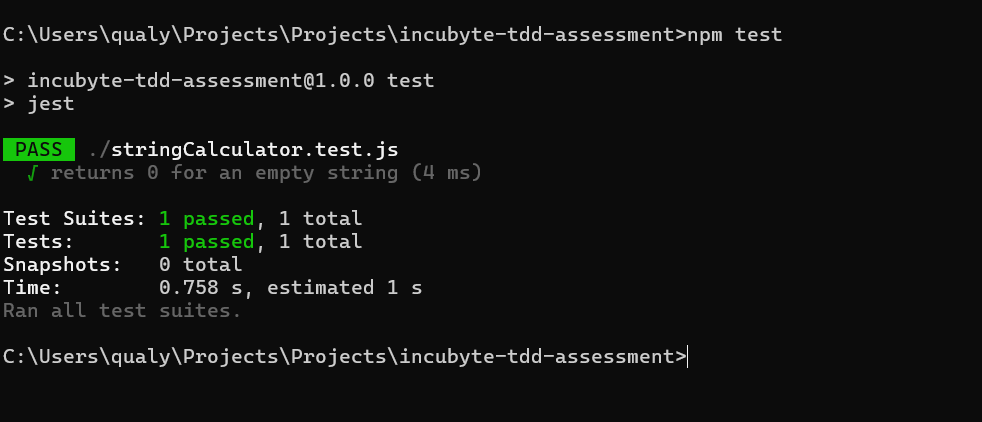 C:\Users\qualy\Projects\Projects\incubyte-tdd-assessment>npm test
> incubyte-tdd-assessment@1.0.0 test
> jest
PASS ./stringCalculator.test.js
√ returns 0 for an empty string (4 ms)
Test Suites: 1 passed, 1 total
Tests:       1 passed, 1 total
Snapshots:   0 total
Time:        0.758 s, estimated 1 s
Ran all test suites.
C:\Users\qualy\Projects\Projects\incubyte-tdd-assessment>